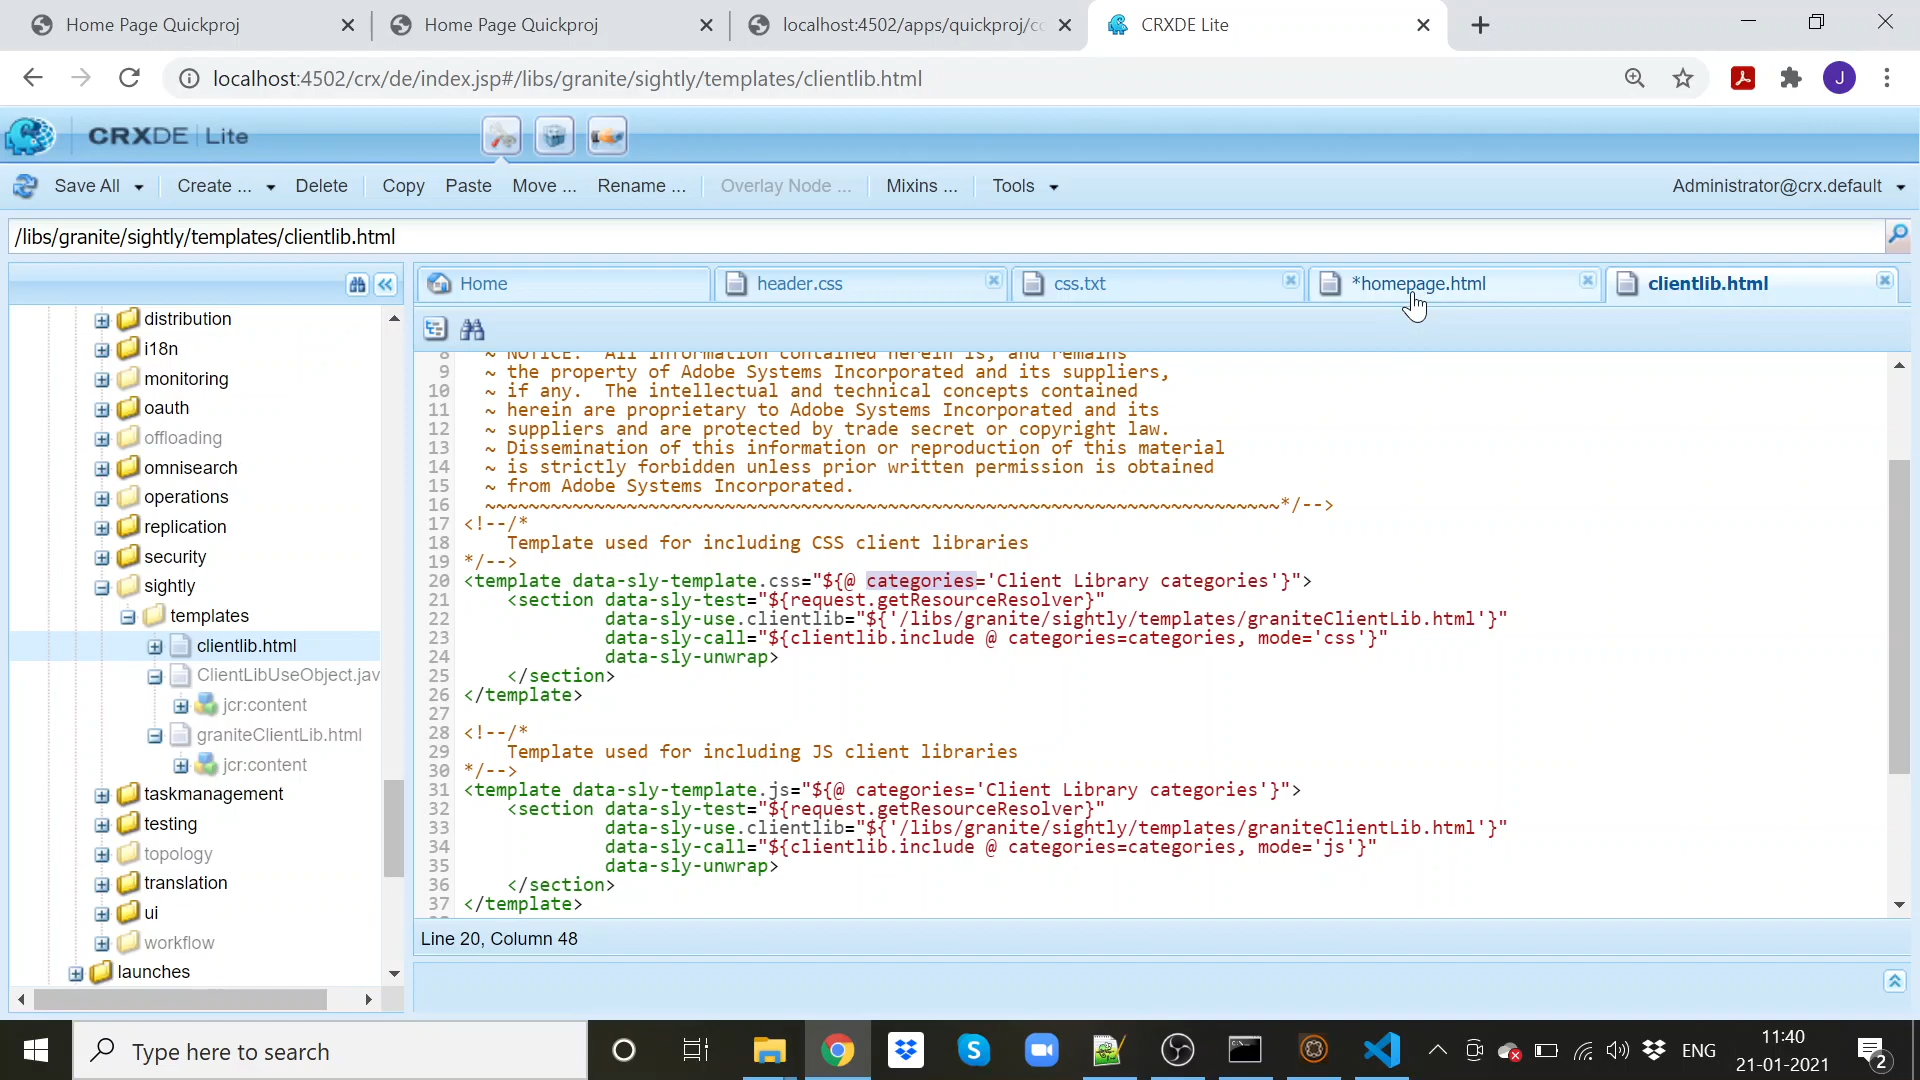 Home Page Quickproj
Home Page Quickproj
localhost:4502/apps/quickproj/cc
CRXDE Lite
localhost:4502/crx/de/index.jsp#/libs/granite/sightly/templates/clientlib.html
J
CRXDE | Lite
Save All
Create ...
Delete
Copy
Paste
Move ...
Rename ...
Overlay Node ...
Mixins ...
Tools
Administrator@crx.default
/libs/granite/sightly/templates/clientlib.html
Home
header.css
css.txt
*homepage.html
clientlib.html
distribution
i18n
monitoring
oauth
offloading
omnisearch
operations
replication
security
sightly
templates
clientlib.html
ClientLibUseObject.jav
jcr:content
graniteClientLib.html
jcr:content
taskmanagement
testing
topology
translation
ui
workflow
launches
8 ~ NOTICE: All information contained herein is, and remains
9 ~ the property of Adobe Systems Incorporated and its suppliers,
10 ~ if any. The intellectual and technical concepts contained
11 ~ herein are proprietary to Adobe Systems Incorporated and its
12 ~ suppliers and are protected by trade secret or copyright law.
13 ~ Dissemination of this information or reproduction of this material
14 ~ is strictly forbidden unless prior written permission is obtained
15 ~ from Adobe Systems Incorporated.
16 ~~~~~~~~~~~~~~~~~~~~~~~~~~~~~~~~~~~~~~~~~~~~~~~~~~~~~~~~~~~~~~~~~~~~~~~~~*/-->
17 <!--/*
18 Template used for including CSS client libraries
19 */-->
20 <template data-sly-template.css="${@ categories='Client Library categories'}">
21 <section data-sly-test="${request.getResourceResolver}"
22 data-sly-use.clientlib="${'/libs/granite/sightly/templates/graniteClientLib.html'}"
23 data-sly-call="${clientlib.include @ categories=categories, mode='css'}"
24 data-sly-unwrap>
25 </section>
26 </template>
27
28 <!--/*
29 Template used for including JS client libraries
30 */-->
31 <template data-sly-template.js="${@ categories='Client Library categories'}">
32 <section data-sly-test="${request.getResourceResolver}"
33 data-sly-use.clientlib="${'/libs/granite/sightly/templates/graniteClientLib.html'}"
34 data-sly-call="${clientlib.include @ categories=categories, mode='js'}"
35 data-sly-unwrap>
36 </section>
37 </template>
Line 20, Column 48
Type here to search
ENG
11:40
21-01-2021
2